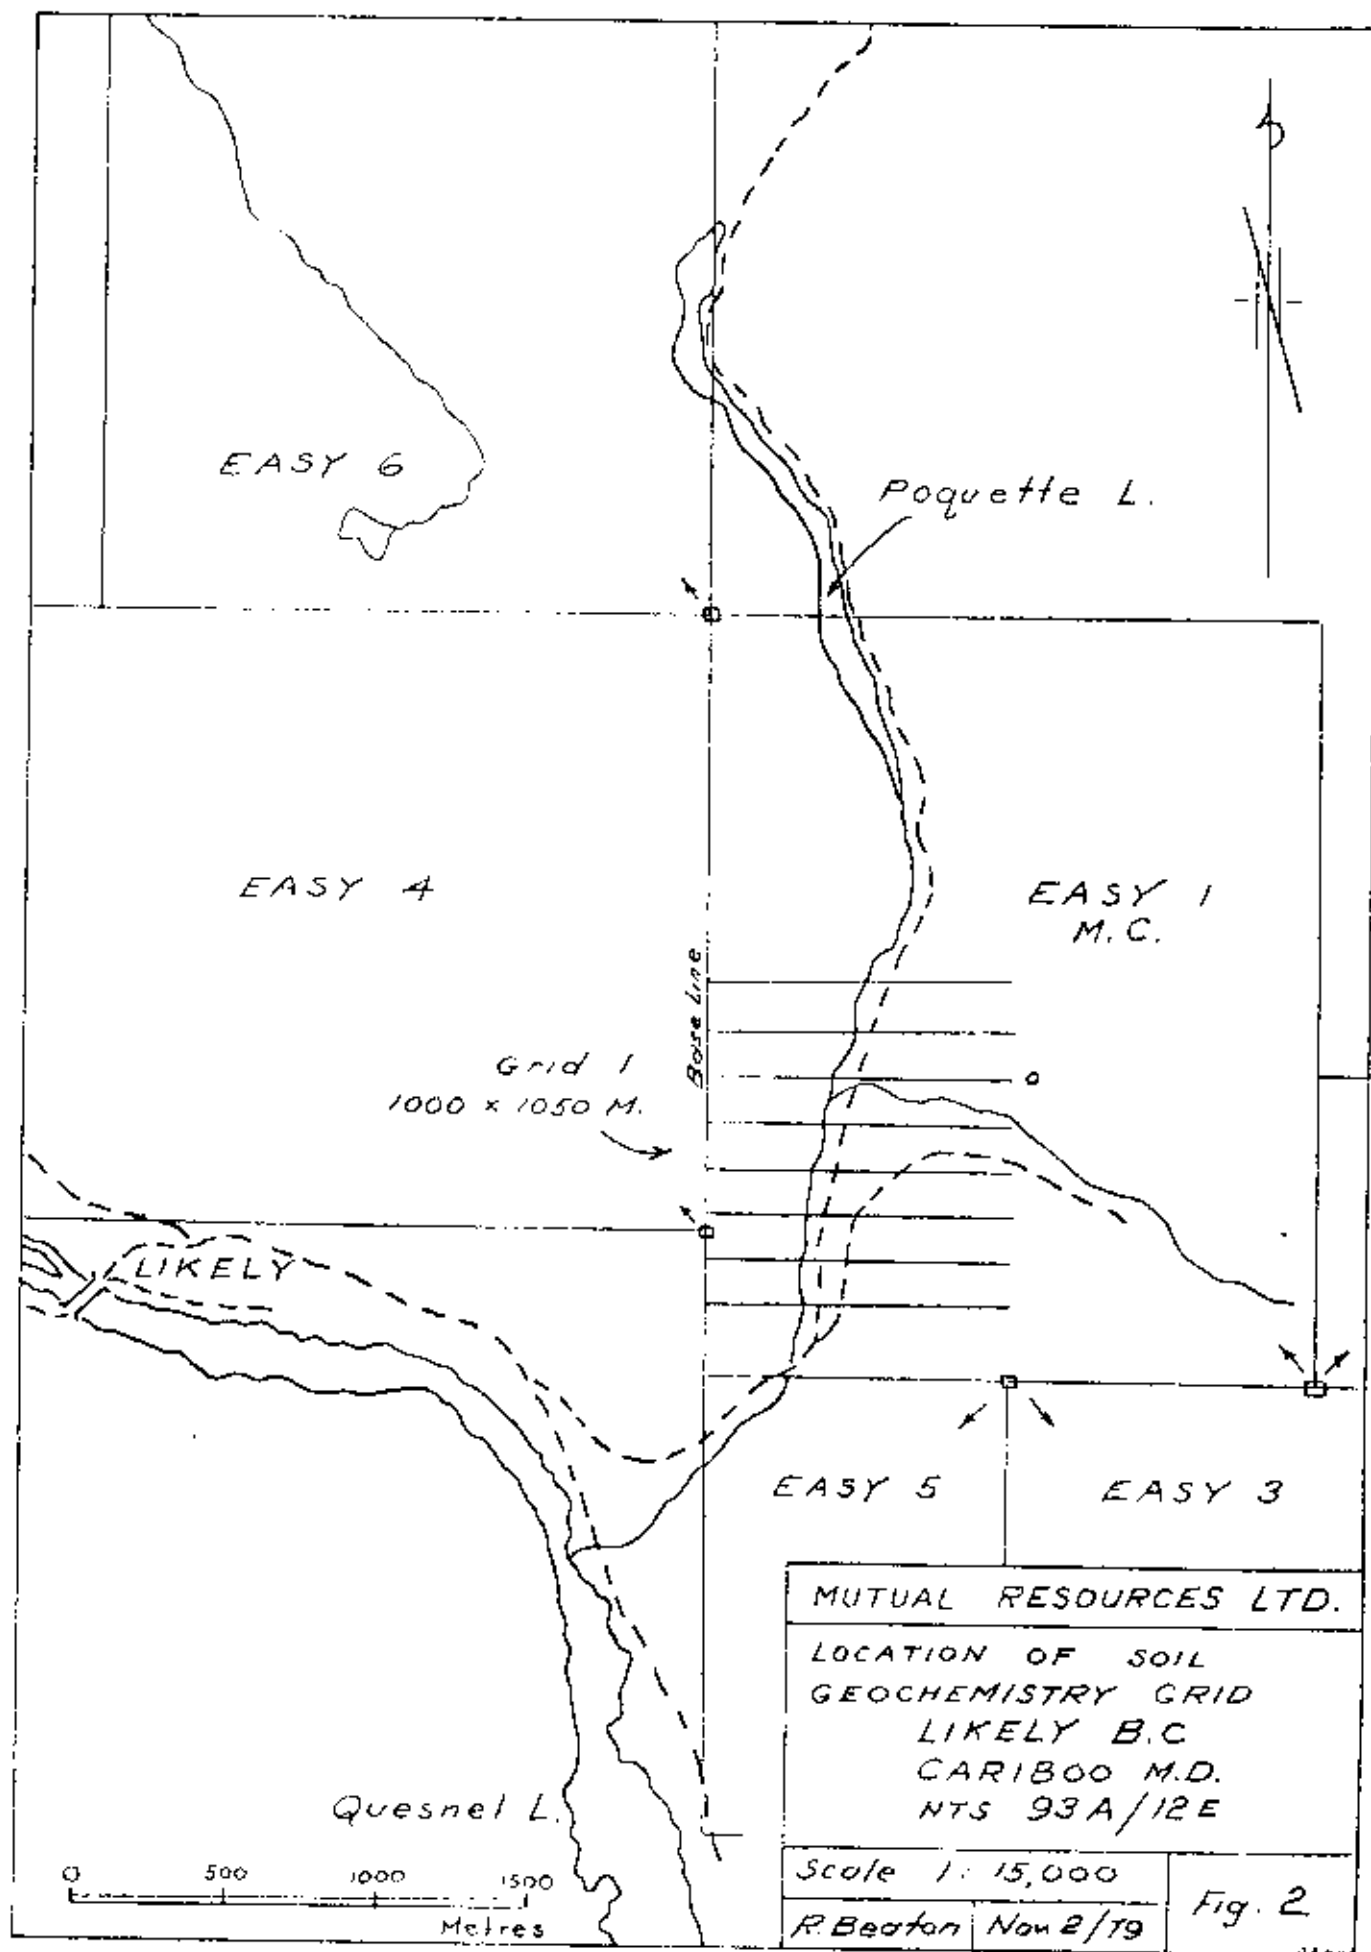 EASY 6
Poquette L.
EASY 4
EASY 1
M.C.
Base Line
Grid 1
1000 x 1050 M.
LIKELY
EASY 5
EASY 3
MUTUAL RESOURCES LTD.
LOCATION OF SOIL
GEOCHEMISTRY GRID
LIKELY B.C
CARIBOO M.D.
NTS 93A/12E
Quesnel L.
0 500 1000 1500
Metres
Scale 1: 15,000
Fig. 2
R. Beaton
Nov 2/79